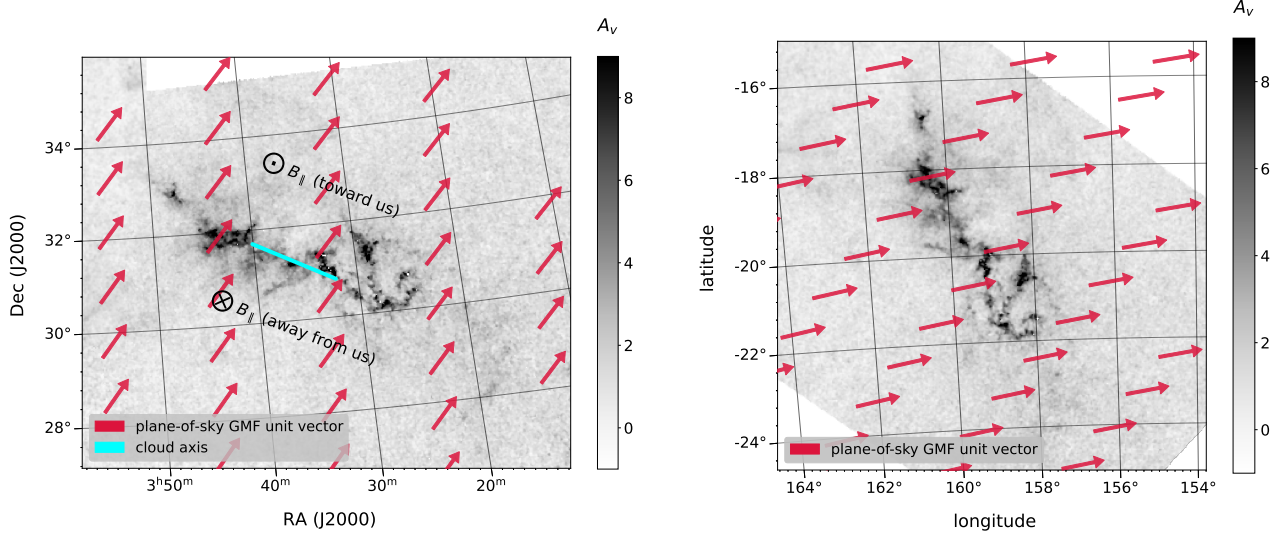 A_v
8
6
4
2
0
34°
32°
30°
28°
Dec (J2000)
B_∥ (toward us)
B_∥ (away from us)
plane-of-sky GMF unit vector
cloud axis
3ʰ50ᵐ
40ᵐ
30ᵐ
20ᵐ
RA (J2000)
A_v
8
6
4
2
0
-16°
-18°
-20°
-22°
-24°
latitude
plane-of-sky GMF unit vector
164°
162°
160°
158°
156°
154°
longitude